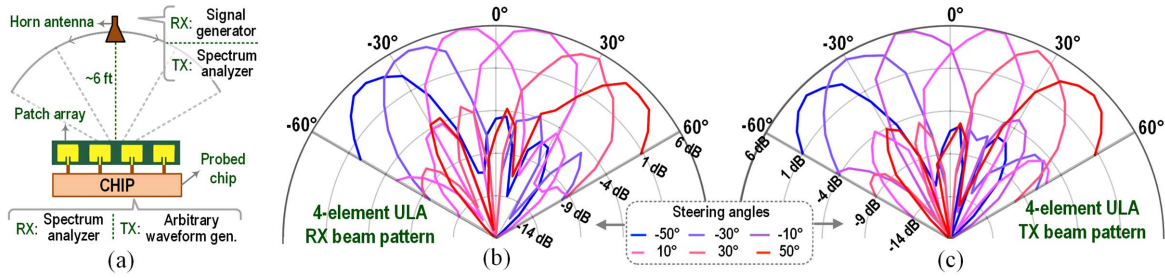 Horn antenna
RX: Signal generator
TX: Spectrum analyzer
~6 ft
Patch array
CHIP
Probed chip
RX: Spectrum analyzer
TX: Arbitrary waveform gen.
(a)
0°
-30°
30°
-60°
60°
6 dB
1 dB
-4 dB
-9 dB
-14 dB
4-element ULA
RX beam pattern
(b)
Steering angles
-50° -30° -10°
10° 30° 50°
0°
-30°
30°
-60°
60°
6 dB
1 dB
-4 dB
-9 dB
-14 dB
4-element ULA
TX beam pattern
(c)